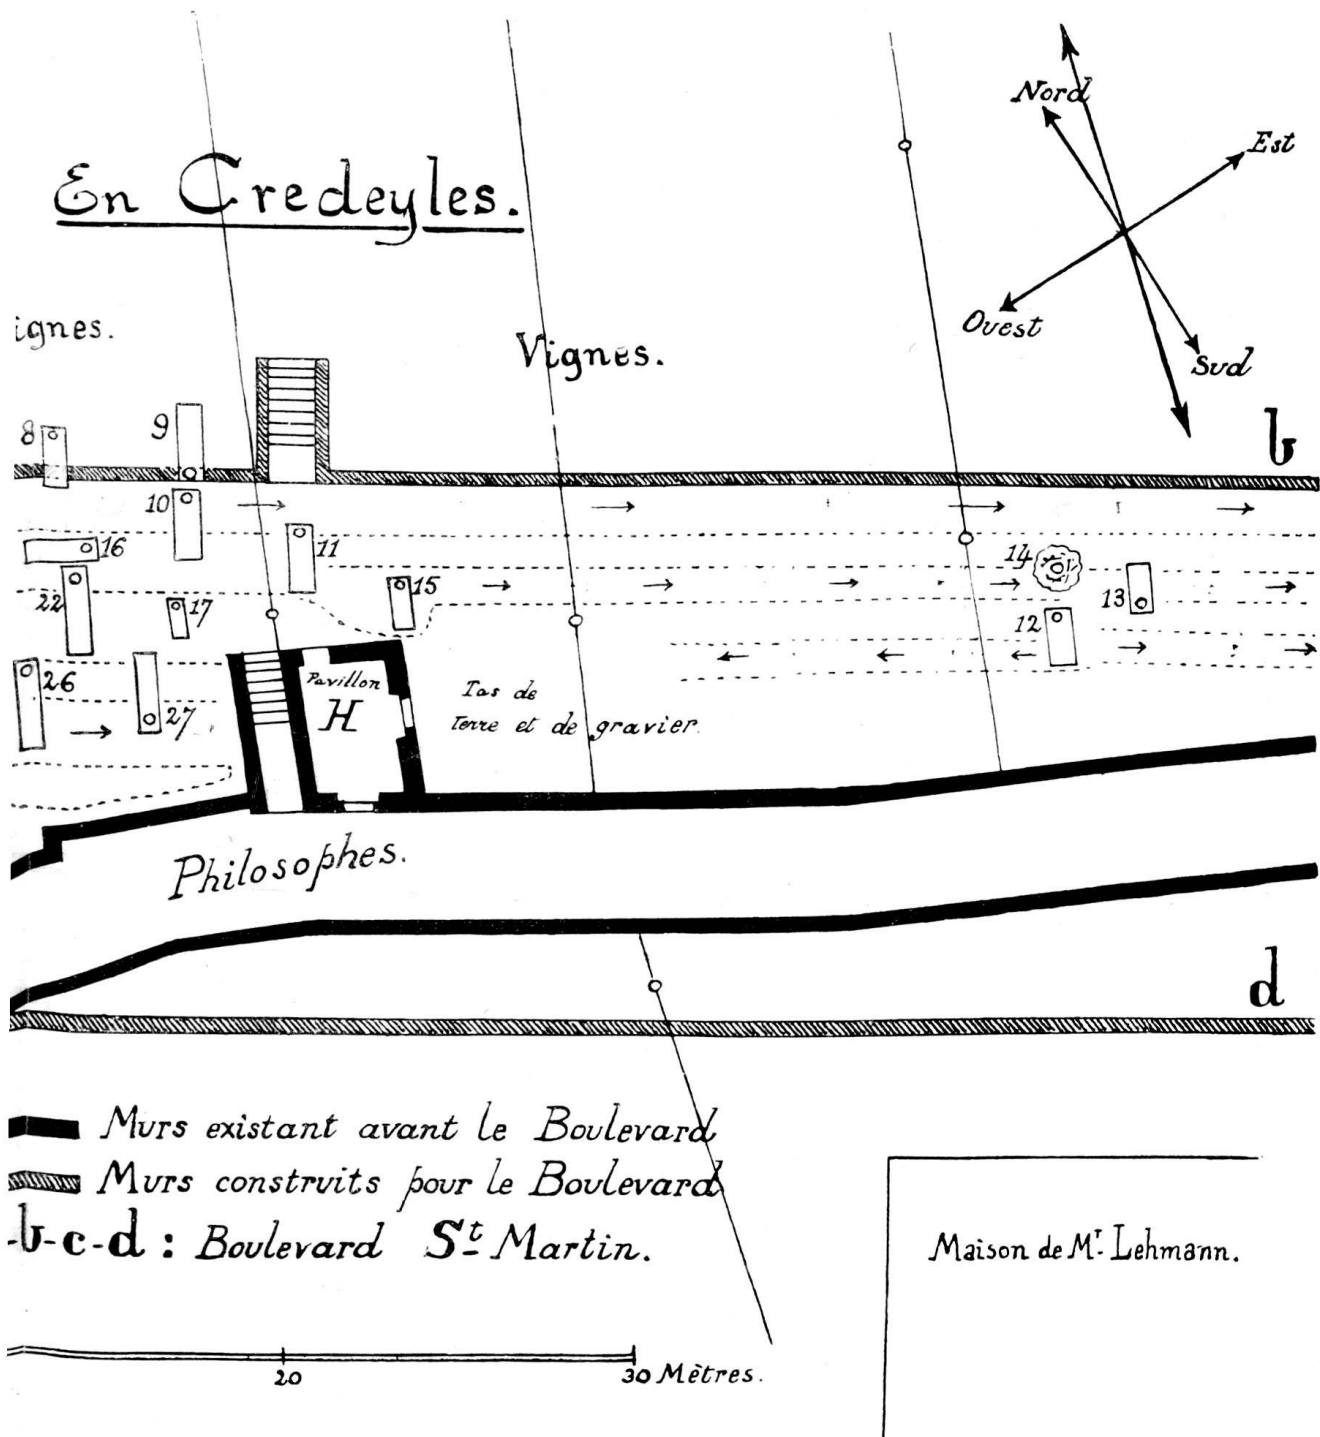 Nord
Est
Ouest
Sud
En Credeyles.
ignes.
Vignes.
b
8
9
10
16
11
22
17
15
14
13
12
26
27
Pavillon
H
Tas de
Terre et de gravier.
Philosophes.
d
Murs existant avant le Boulevard
Murs construits pour le Boulevard
-b-c-d : Boulevard St Martin.
Maison de Mr Lehmann.
20
30 Mètres.